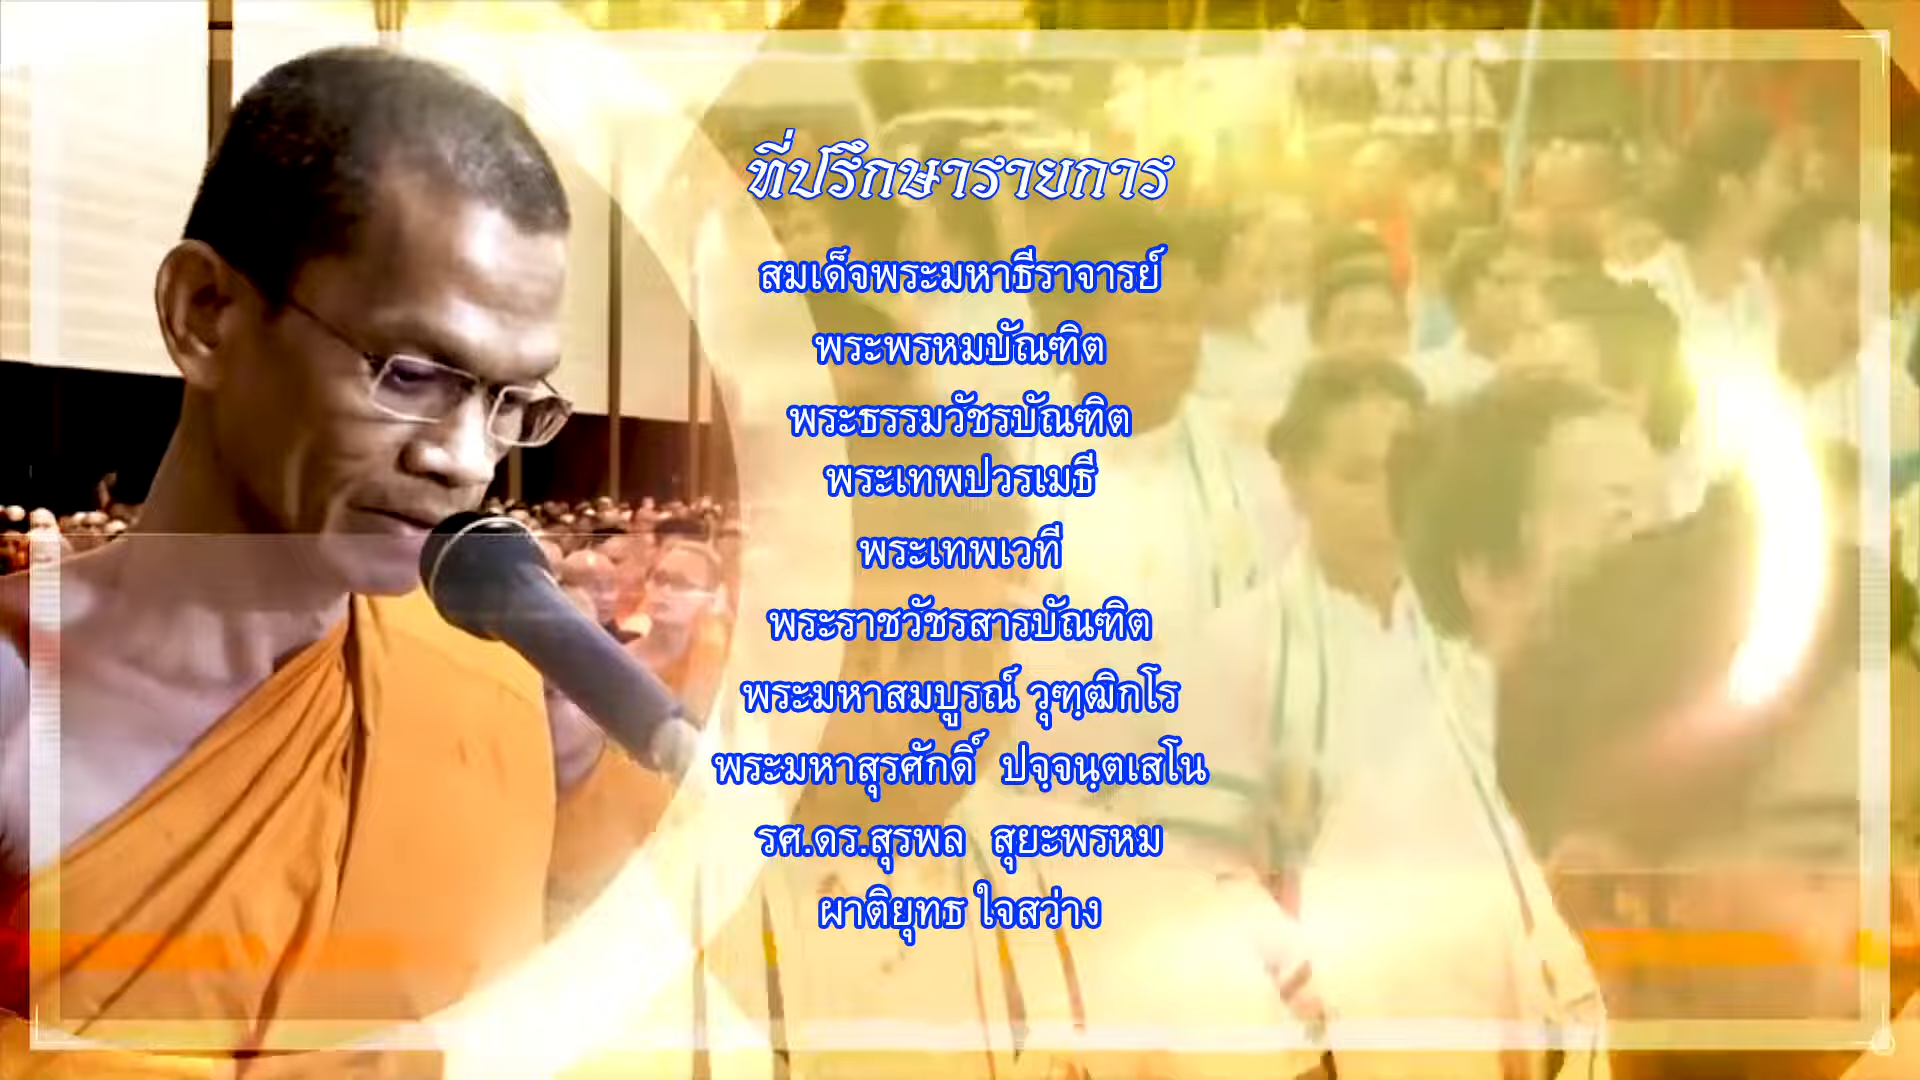 ที่ปรึกษารายการ
สมเด็จพระมหาธีราจารย์
พระพรหมบัณฑิต
พระธรรมวัชรบัณฑิต
พระเทพปวรเมธี
พระเทพเวที
พระราชวัชรสารบัณฑิต
พระมหาสมบูรณ์ วุฑฺฒิกโร
พระมหาสุรศักดิ์ ปจฺจนฺตเสโน
รศ.ดร.สุรพล สุยะพรหม
ผาติยุทธ ใจสว่าง